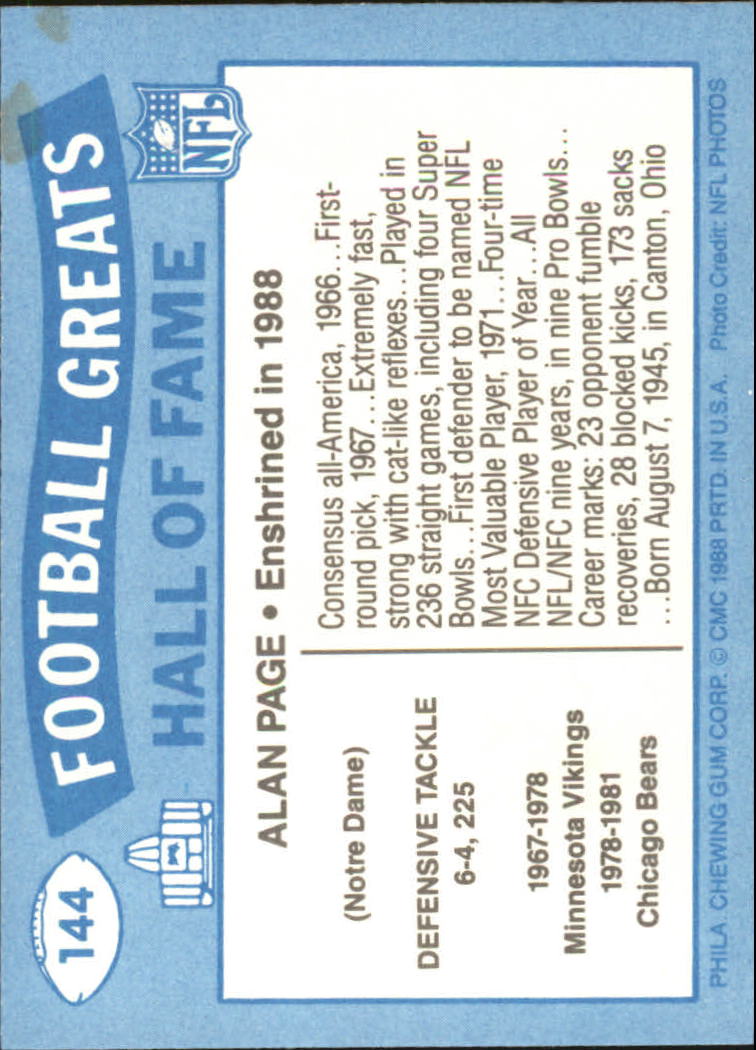 144
FOOTBALL GREATS
HALL OF FAME
NFL
ALAN PAGE • Enshrined in 1988
(Notre Dame)
DEFENSIVE TACKLE
6-4, 225
1967-1978
Minnesota Vikings
1978-1981
Chicago Bears
Consensus all-America, 1966...First-
round pick, 1967...Extremely fast,
strong with cat-like reflexes...Played in
236 straight games, including four Super
Bowls...First defender to be named NFL
Most Valuable Player, 1971...Four-time
NFC Defensive Player of Year...All
NFL/NFC nine years, in nine Pro Bowls...
Career marks: 23 opponent fumble
recoveries, 28 blocked kicks, 173 sacks
...Born August 7, 1945, in Canton, Ohio
PHILA. CHEWING GUM CORP. © CMC 1988 PRTD. IN U.S.A. Photo Credit: NFL PHOTOS